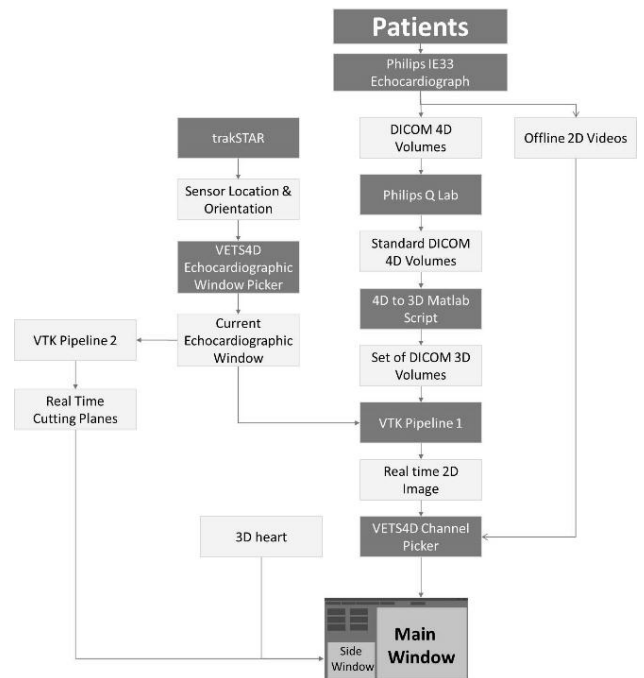 Patients
Philips IE33
Echocardiograph
trakSTAR
DICOM 4D
Volumes
Offline 2D Videos
Sensor Location &
Orientation
Philips Q Lab
VETS4D
Echocardiographic
Window Picker
Standard DICOM
4D Volumes
4D to 3D Matlab
Script
VTK Pipeline 2
Current
Echocardiographic
Window
Set of DICOM 3D
Volumes
Real Time
Cutting Planes
VTK Pipeline 1
Real time 2D
Image
3D heart
VETS4D Channel
Picker
Main
Window
Side
Window